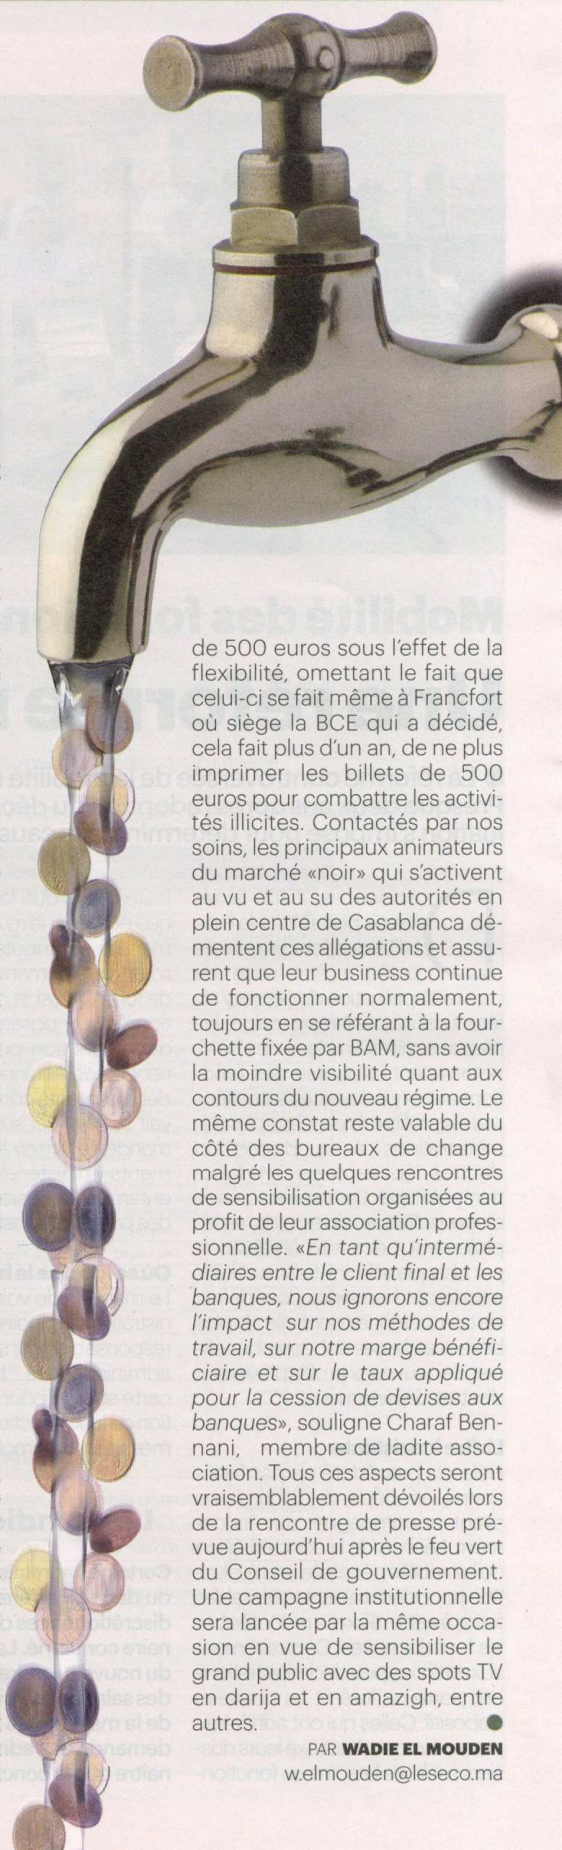 de 500 euros sous l'effet de la
flexibilité, omettant le fait que
celui-ci se fait même à Francfort
où siège la BCE qui a décidé,
cela fait plus d'un an, de ne plus
imprimer les billets de 500
euros pour combattre les activi-
tés illicites. Contactés par nos
soins, les principaux animateurs
du marché «noir» qui s'activent
au vu et au su des autorités en
plein centre de Casablanca dé-
mentent ces allégations et assu-
rent que leur business continue
de fonctionner normalement,
toujours en se référant à la four-
chette fixée par BAM, sans avoir
la moindre visibilité quant aux
contours du nouveau régime. Le
même constat reste valable du
côté des bureaux de change
malgré les quelques rencontres
de sensibilisation organisées au
profit de leur association profes-
sionnelle. «En tant qu'intermé-
diaires entre le client final et les
banques, nous ignorons encore
l'impact sur nos méthodes de
travail, sur notre marge bénéfi-
ciaire et sur le taux appliqué
pour la cession de devises aux
banques», souligne Charaf Ben-
nani, membre de ladite asso-
ciation. Tous ces aspects seront
vraisemblablement dévoilés lors
de la rencontre de presse pré-
vue aujourd'hui après le feu vert
du Conseil de gouvernement.
Une campagne institutionnelle
sera lancée par la même occa-
sion en vue de sensibiliser le
grand public avec des spots TV
en darija et en amazigh, entre
autres.
PAR WADIE EL MOUDEN
w.elmouden@leseco.ma